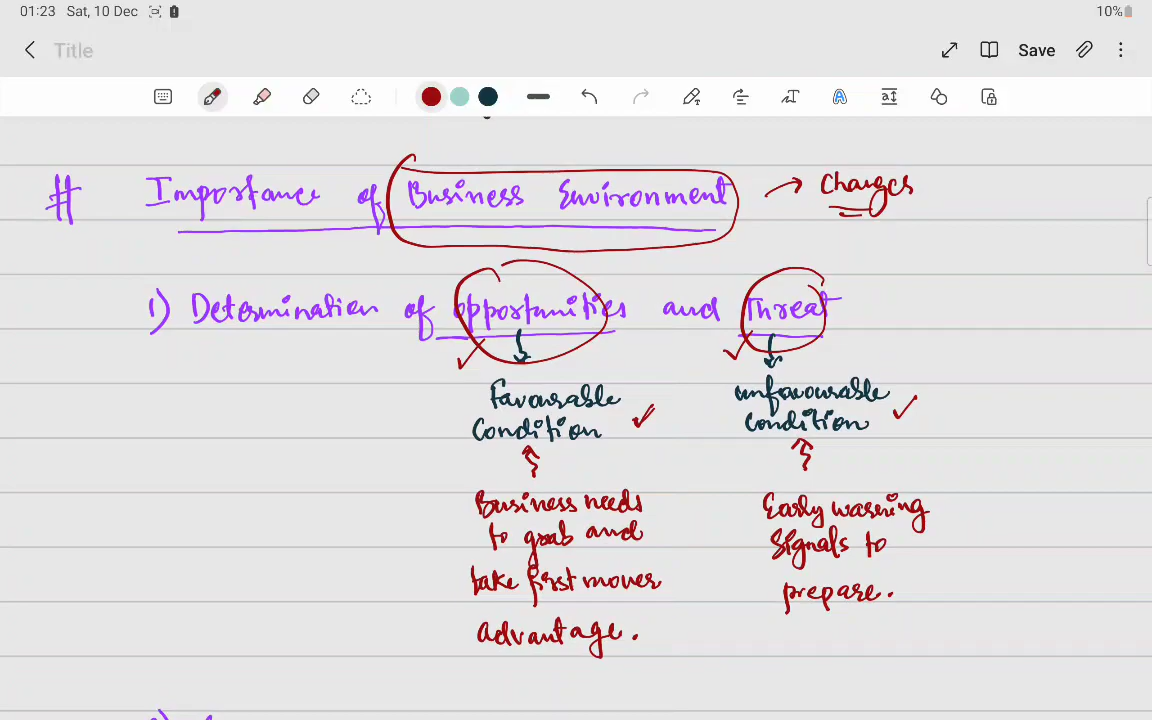 01:23 Sat, 10 Dec 10%
Title Save
# Importance of Business Environment → Changes
1) Determination of opportunities and Threat
Favourable unfavourable
Condition condition
Business needs Early warning
to grab and signals to
take first mover prepare.
advantage.